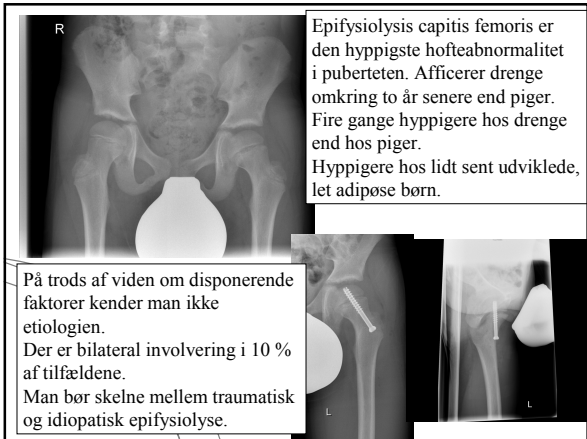 R
Epifysiolysis capitis femoris er
den hyppigste hofteabnormalitet
i puberteten. Afficerer drenge
omkring to år senere end piger.
Fire gange hyppigere hos drenge
end hos piger.
Hyppigere hos lidt sent udviklede,
let adipøse børn.
På trods af viden om disponerende
faktorer kender man ikke
etiologien.
Der er bilateral involvering i 10 %
af tilfældene.
Man bør skelne mellem traumatisk
og idiopatisk epifysiolyse.
L
L